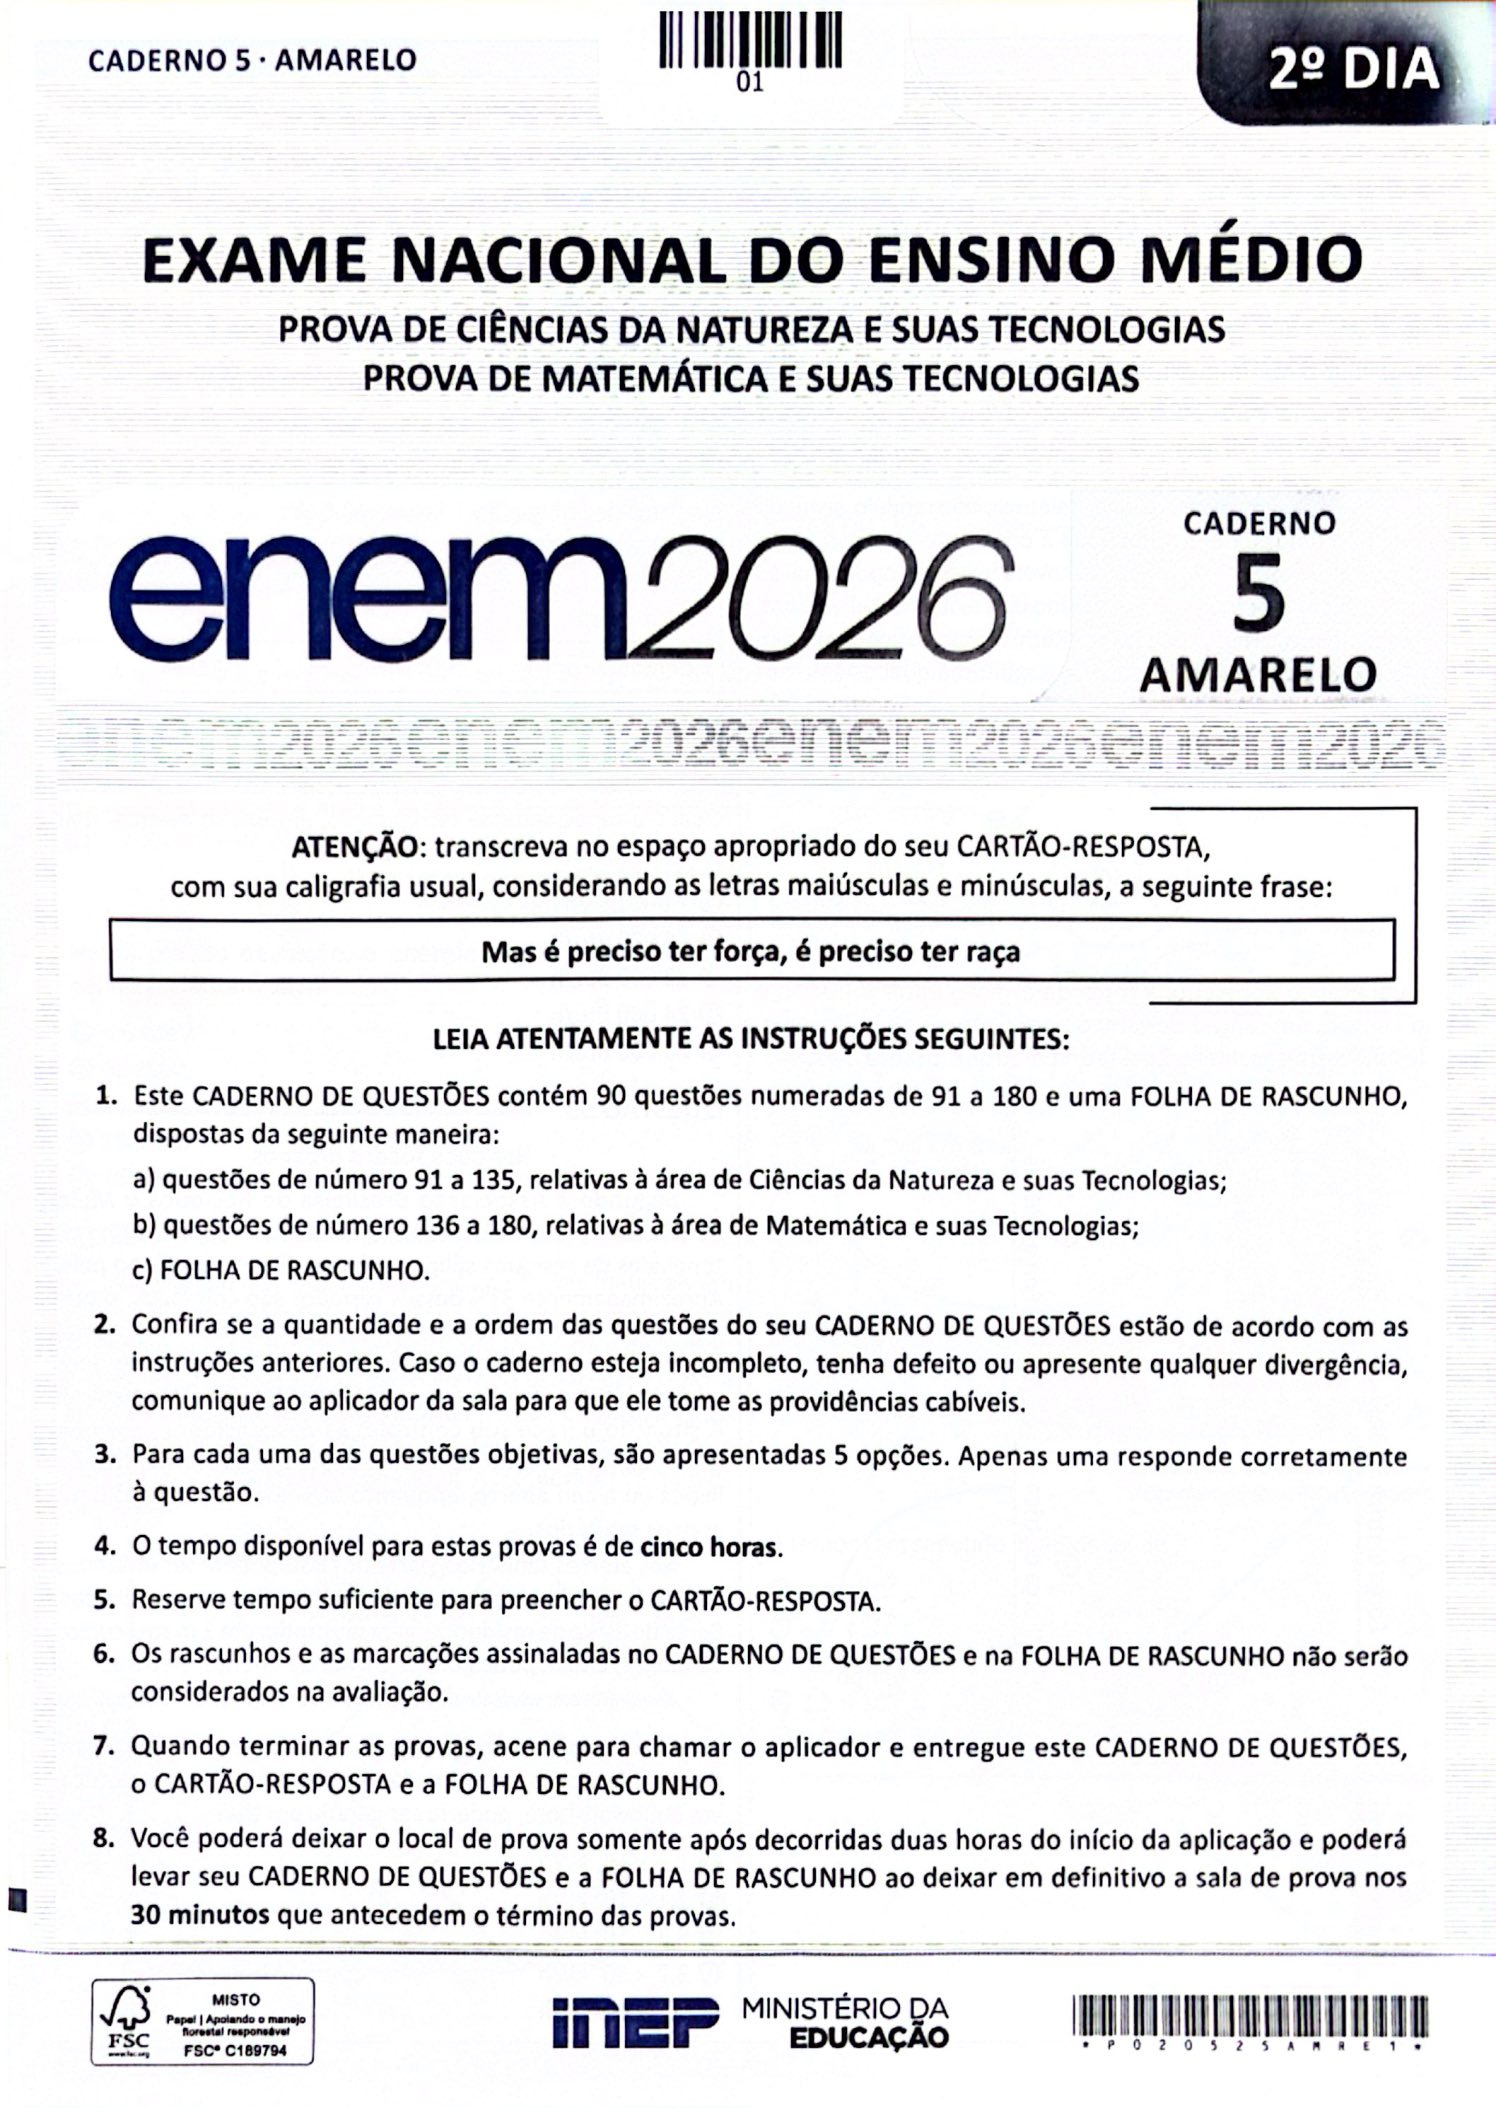 CADERNO 5 · AMARELO
01
2º DIA
EXAME NACIONAL DO ENSINO MÉDIO
PROVA DE CIÊNCIAS DA NATUREZA E SUAS TECNOLOGIAS
PROVA DE MATEMÁTICA E SUAS TECNOLOGIAS
enem2026
CADERNO
5
AMARELO
enem2026enem2026enem2026enem2026
ATENÇÃO: transcreva no espaço apropriado do seu CARTÃO-RESPOSTA,
com sua caligrafia usual, considerando as letras maiúsculas e minúsculas, a seguinte frase:
Mas é preciso ter força, é preciso ter raça
LEIA ATENTAMENTE AS INSTRUÇÕES SEGUINTES:
1. Este CADERNO DE QUESTÕES contém 90 questões numeradas de 91 a 180 e uma FOLHA DE RASCUNHO,
dispostas da seguinte maneira:
a) questões de número 91 a 135, relativas à área de Ciências da Natureza e suas Tecnologias;
b) questões de número 136 a 180, relativas à área de Matemática e suas Tecnologias;
c) FOLHA DE RASCUNHO.
2. Confira se a quantidade e a ordem das questões do seu CADERNO DE QUESTÕES estão de acordo com as
instruções anteriores. Caso o caderno esteja incompleto, tenha defeito ou apresente qualquer divergência,
comunique ao aplicador da sala para que ele tome as providências cabíveis.
3. Para cada uma das questões objetivas, são apresentadas 5 opções. Apenas uma responde corretamente
à questão.
4. O tempo disponível para estas provas é de cinco horas.
5. Reserve tempo suficiente para preencher o CARTÃO-RESPOSTA.
6. Os rascunhos e as marcações assinaladas no CADERNO DE QUESTÕES e na FOLHA DE RASCUNHO não serão
considerados na avaliação.
7. Quando terminar as provas, acene para chamar o aplicador e entregue este CADERNO DE QUESTÕES,
o CARTÃO-RESPOSTA e a FOLHA DE RASCUNHO.
8. Você poderá deixar o local de prova somente após decorridas duas horas do início da aplicação e poderá
levar seu CADERNO DE QUESTÕES e a FOLHA DE RASCUNHO ao deixar em definitivo a sala de prova nos
30 minutos que antecedem o término das provas.
FSC
www.fsc.org
MISTO
Papel | Apoiando o manejo
florestal responsável
FSC® C189794
inep
MINISTÉRIO DA
EDUCAÇÃO
* P 0 2 0 5 2 5 A M R E 1 *